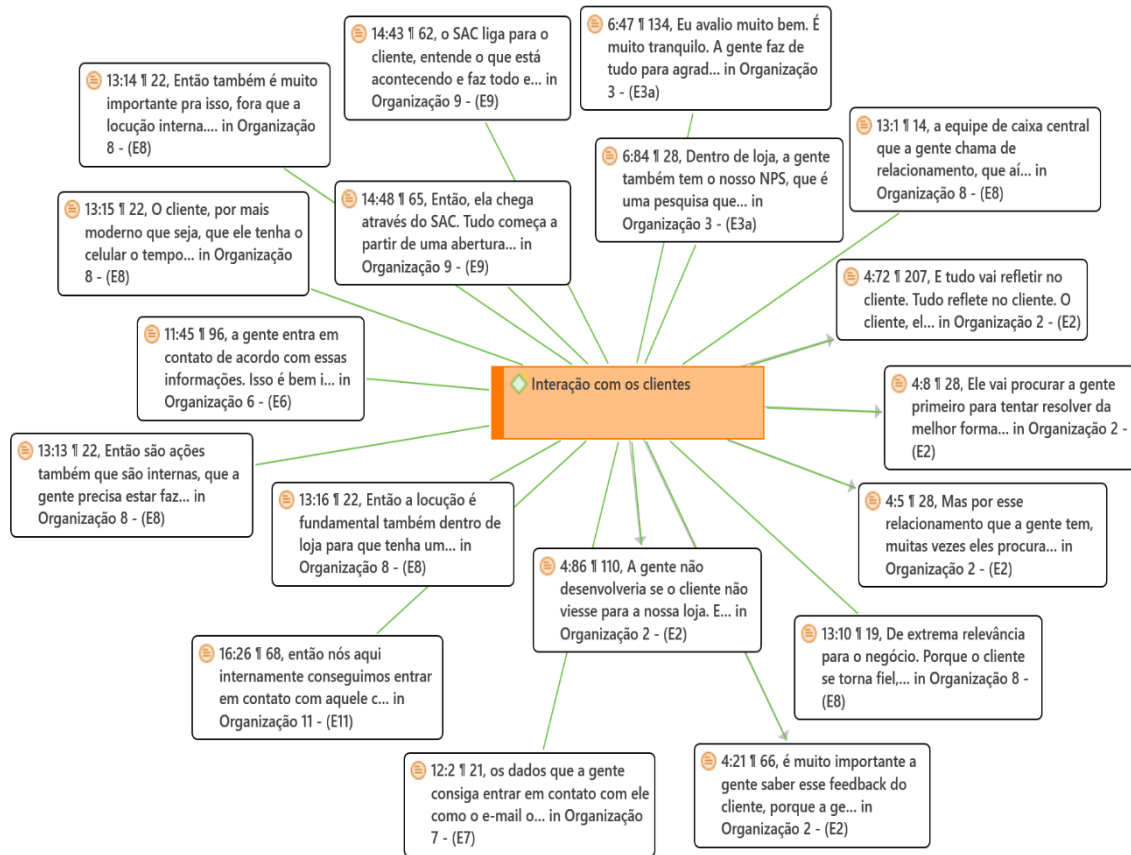 14:43 ¶ 62, o SAC liga para o
cliente, entende o que está
acontecendo e faz todo e... in
Organização 9 - (E9)
6:47 ¶ 134, Eu avalio muito bem. É
muito tranquilo. A gente faz de
tudo para agrad... in Organização
3 - (E3a)
13:14 ¶ 22, Então também é muito
importante pra isso, fora que a
locução interna.... in Organização
8 - (E8)
13:1 ¶ 14, a equipe de caixa central
que a gente chama de
relacionamento, que aí... in
Organização 8 - (E8)
6:84 ¶ 28, Dentro de loja, a gente
também tem o nosso NPS, que é
uma pesquisa que... in
Organização 3 - (E3a)
14:48 ¶ 65, Então, ela chega
através do SAC. Tudo começa a
partir de uma abertura... in
Organização 9 - (E9)
13:15 ¶ 22, O cliente, por mais
moderno que seja, que ele tenha o
celular o tempo... in Organização
8 - (E8)
4:72 ¶ 207, E tudo vai refletir no
cliente. Tudo reflete no cliente. O
cliente, el... in Organização 2 - (E2)
11:45 ¶ 96, a gente entra em
contato de acordo com essas
informações. Isso é bem i... in
Organização 6 - (E6)
Interação com os clientes
4:8 ¶ 28, Ele vai procurar a gente
primeiro para tentar resolver da
melhor forma... in Organização 2 -
(E2)
13:13 ¶ 22, Então são ações
também que são internas, que a
gente precisa estar faz... in
Organização 8 - (E8)
13:16 ¶ 22, Então a locução é
fundamental também dentro de
loja para que tenha um... in
Organização 8 - (E8)
4:5 ¶ 28, Mas por esse
relacionamento que a gente tem,
muitas vezes eles procura... in
Organização 2 - (E2)
4:86 ¶ 110, A gente não
desenvolveria se o cliente não
viesse para a nossa loja. E... in
Organização 2 - (E2)
13:10 ¶ 19, De extrema relevância
para o negócio. Porque o cliente
se torna fiel,... in Organização 8 -
(E8)
16:26 ¶ 68, então nós aqui
internamente conseguimos entrar
em contato com aquele c... in
Organização 11 - (E11)
12:2 ¶ 21, os dados que a gente
consiga entrar em contato com ele
como o e-mail o... in Organização
7 - (E7)
4:21 ¶ 66, é muito importante a
gente saber esse feedback do
cliente, porque a ge... in
Organização 2 - (E2)